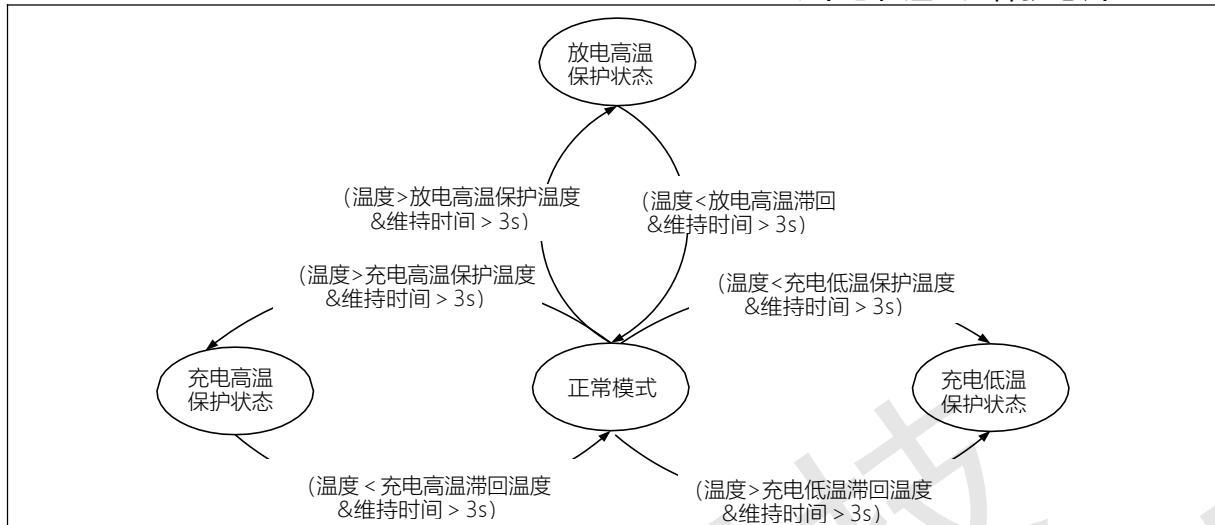 放电高温
保护状态
(温度>放电高温保护温度
&维持时间 > 3s)
(温度<放电高温滞回
&维持时间 > 3s)
(温度>充电高温保护温度
&维持时间 > 3s)
(温度<充电低温保护温度
&维持时间 > 3s)
充电高温
保护状态
正常模式
充电低温
保护状态
(温度 < 充电高温滞回温度
&维持时间 > 3s)
(温度>充电低温滞回温度
&维持时间 > 3s)